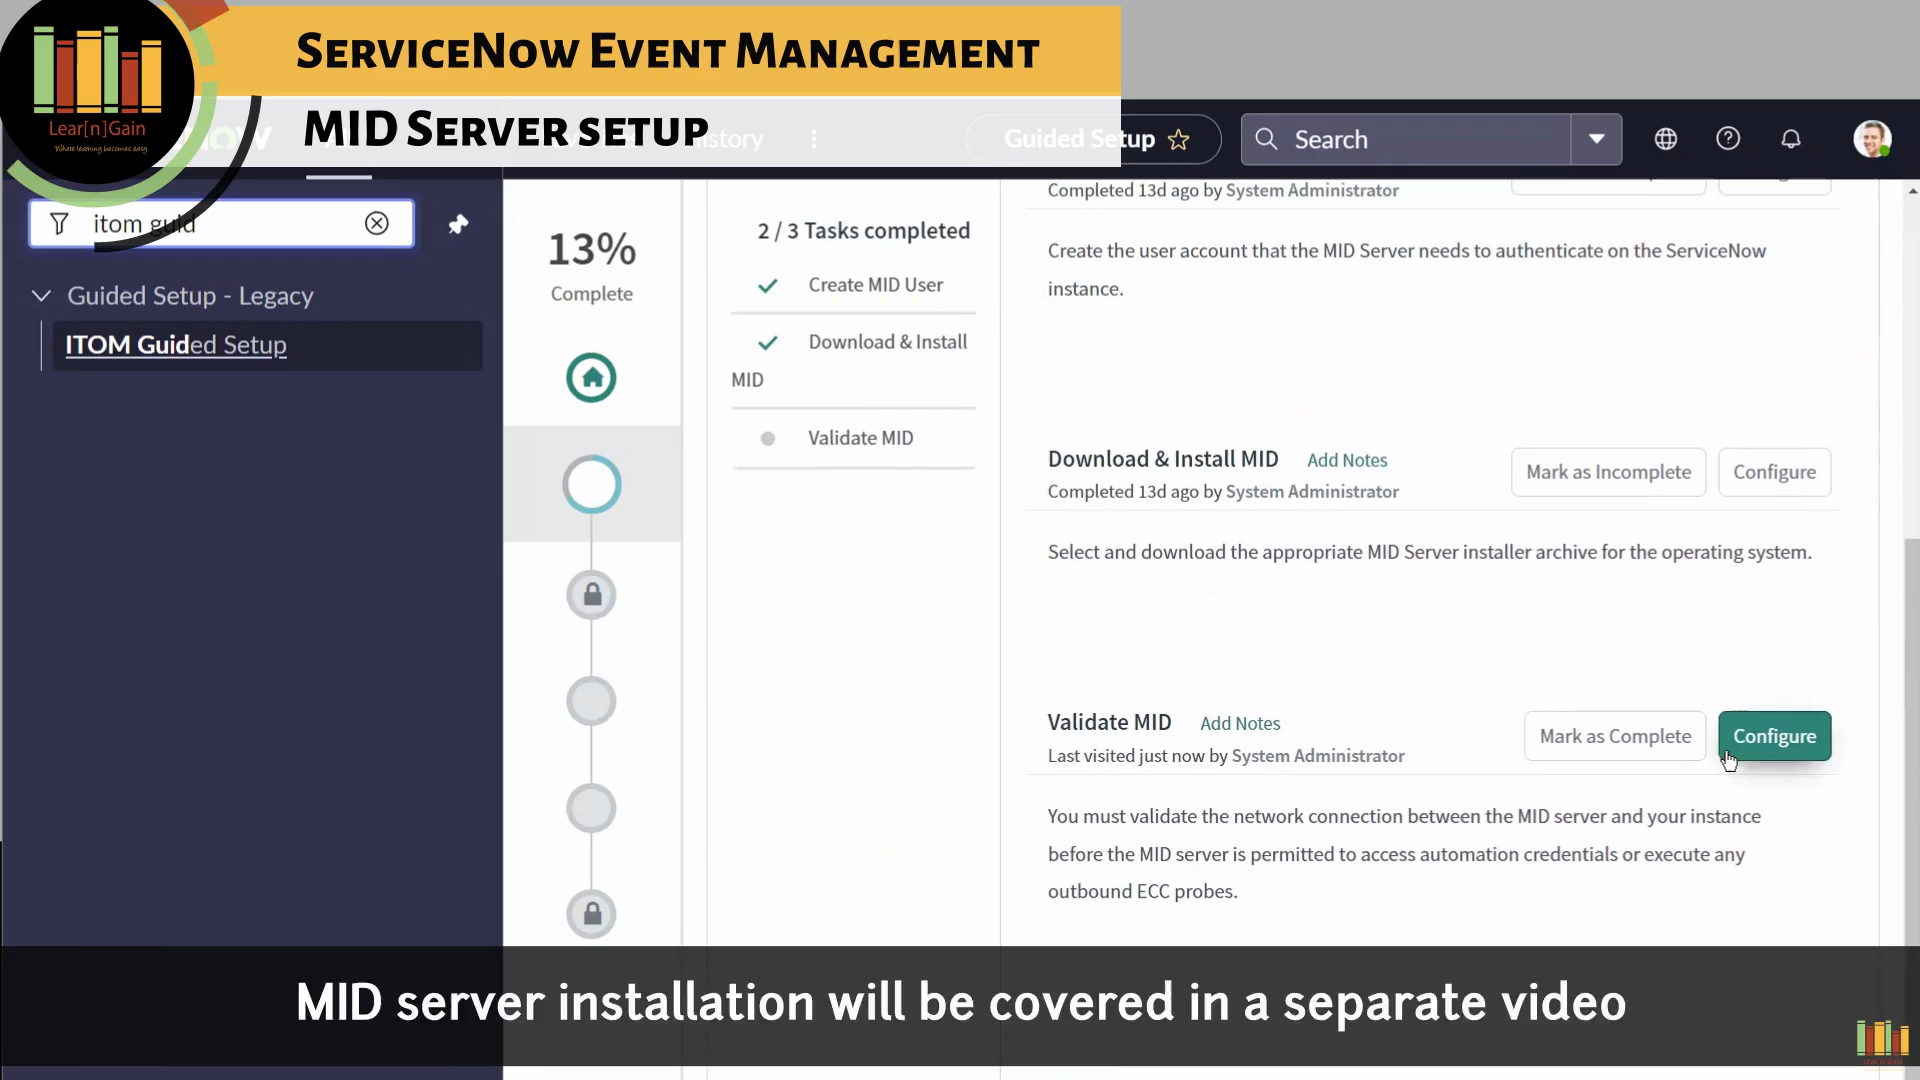 SERVICENOW EVENT MANAGEMENT
MID SERVER SETUP
Lear[n]Gain
Where learning becomes easy
Guided Setup
Search
itom guid
Guided Setup - Legacy
ITOM Guided Setup
13%
Complete
2 / 3 Tasks completed
Create MID User
Download & Install
MID
Validate MID
Completed 13d ago by System Administrator
Create the user account that the MID Server needs to authenticate on the ServiceNow
instance.
Download & Install MID Add Notes
Mark as Incomplete Configure
Completed 13d ago by System Administrator
Select and download the appropriate MID Server installer archive for the operating system.
Validate MID Add Notes
Mark as Complete Configure
Last visited just now by System Administrator
You must validate the network connection between the MID server and your instance
before the MID server is permitted to access automation credentials or execute any
outbound ECC probes.
MID server installation will be covered in a separate video